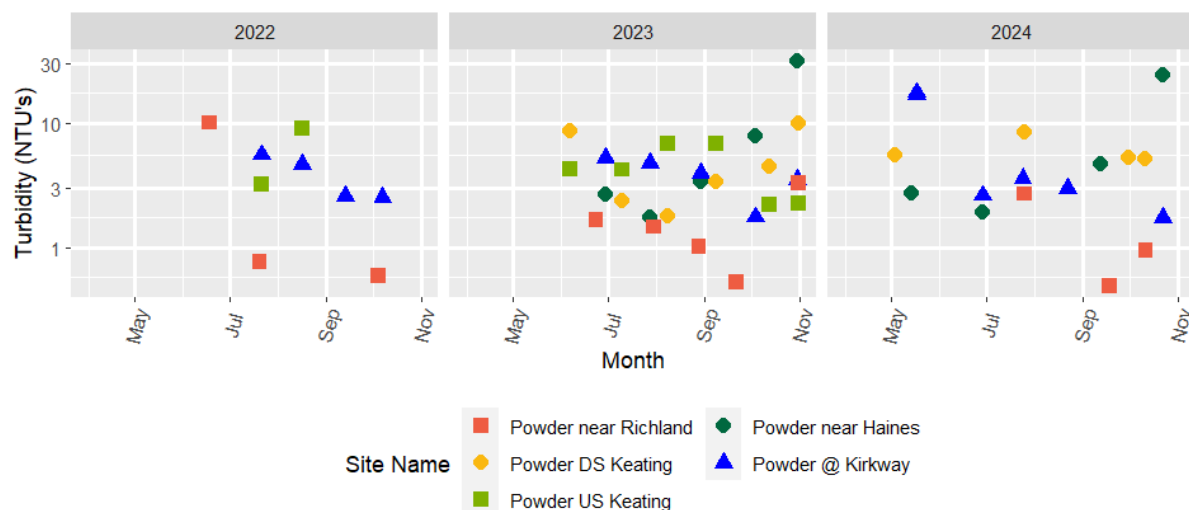 2022 2023 2024
30
10
3
1
Turbidity (NTU's)
May Jul Sep Nov May Jul Sep Nov May Jul Sep Nov
Month
Site Name
Powder near Richland Powder near Haines
Powder DS Keating Powder @ Kirkway
Powder US Keating